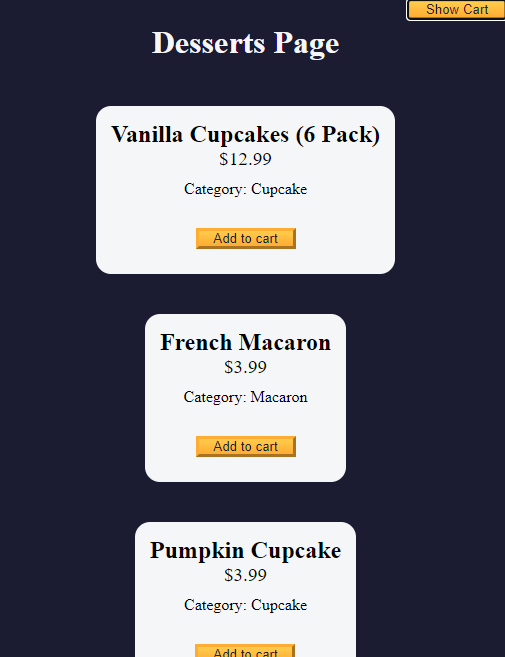 Show Cart
Desserts Page
Vanilla Cupcakes (6 Pack)
$12.99
Category: Cupcake
Add to cart
French Macaron
$3.99
Category: Macaron
Add to cart
Pumpkin Cupcake
$3.99
Category: Cupcake
Add to cart